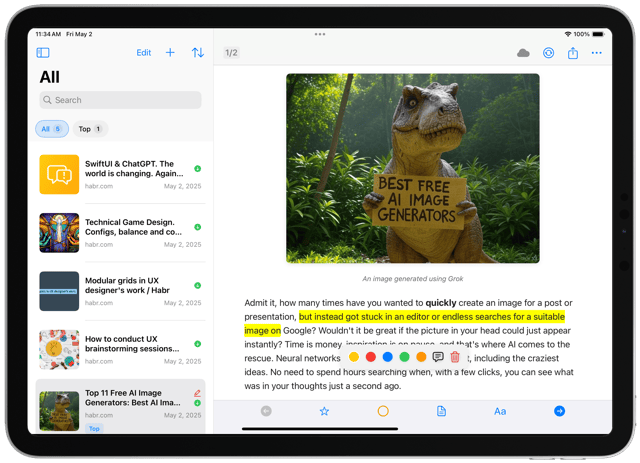 11:34 AM Fri May 2
100%
Edit
1/2
All
Search
All 5
Top 1
SwiftUI & ChatGPT. The
world is changing. Again...
habr.com May 2, 2025
Technical Game Design.
Configs, balance and co...
habr.com May 2, 2025
Modular grids in UX
designer's work / Habr
habr.com May 2, 2025
How to conduct UX
brainstorming sessions...
habr.com May 2, 2025
Top 11 Free AI Image
Generators: Best AI Ima...
habr.com May 2, 2025
Top
BEST FREE
AI IMAGE
GENERATORS
An image generated using Grok
Admit it, how many times have you wanted to quickly create an image for a post or
presentation, but instead got stuck in an editor or endless searches for a suitable
image on Google? Wouldn't it be great if the picture in your head could just appear
instantly? Time is money, inspiration is on pause, and that's where AI comes to the
rescue. Neural networks , including the craziest
ideas. No need to spend hours searching when, with a few clicks, you can see what
was in your thoughts just a second ago.
Aa